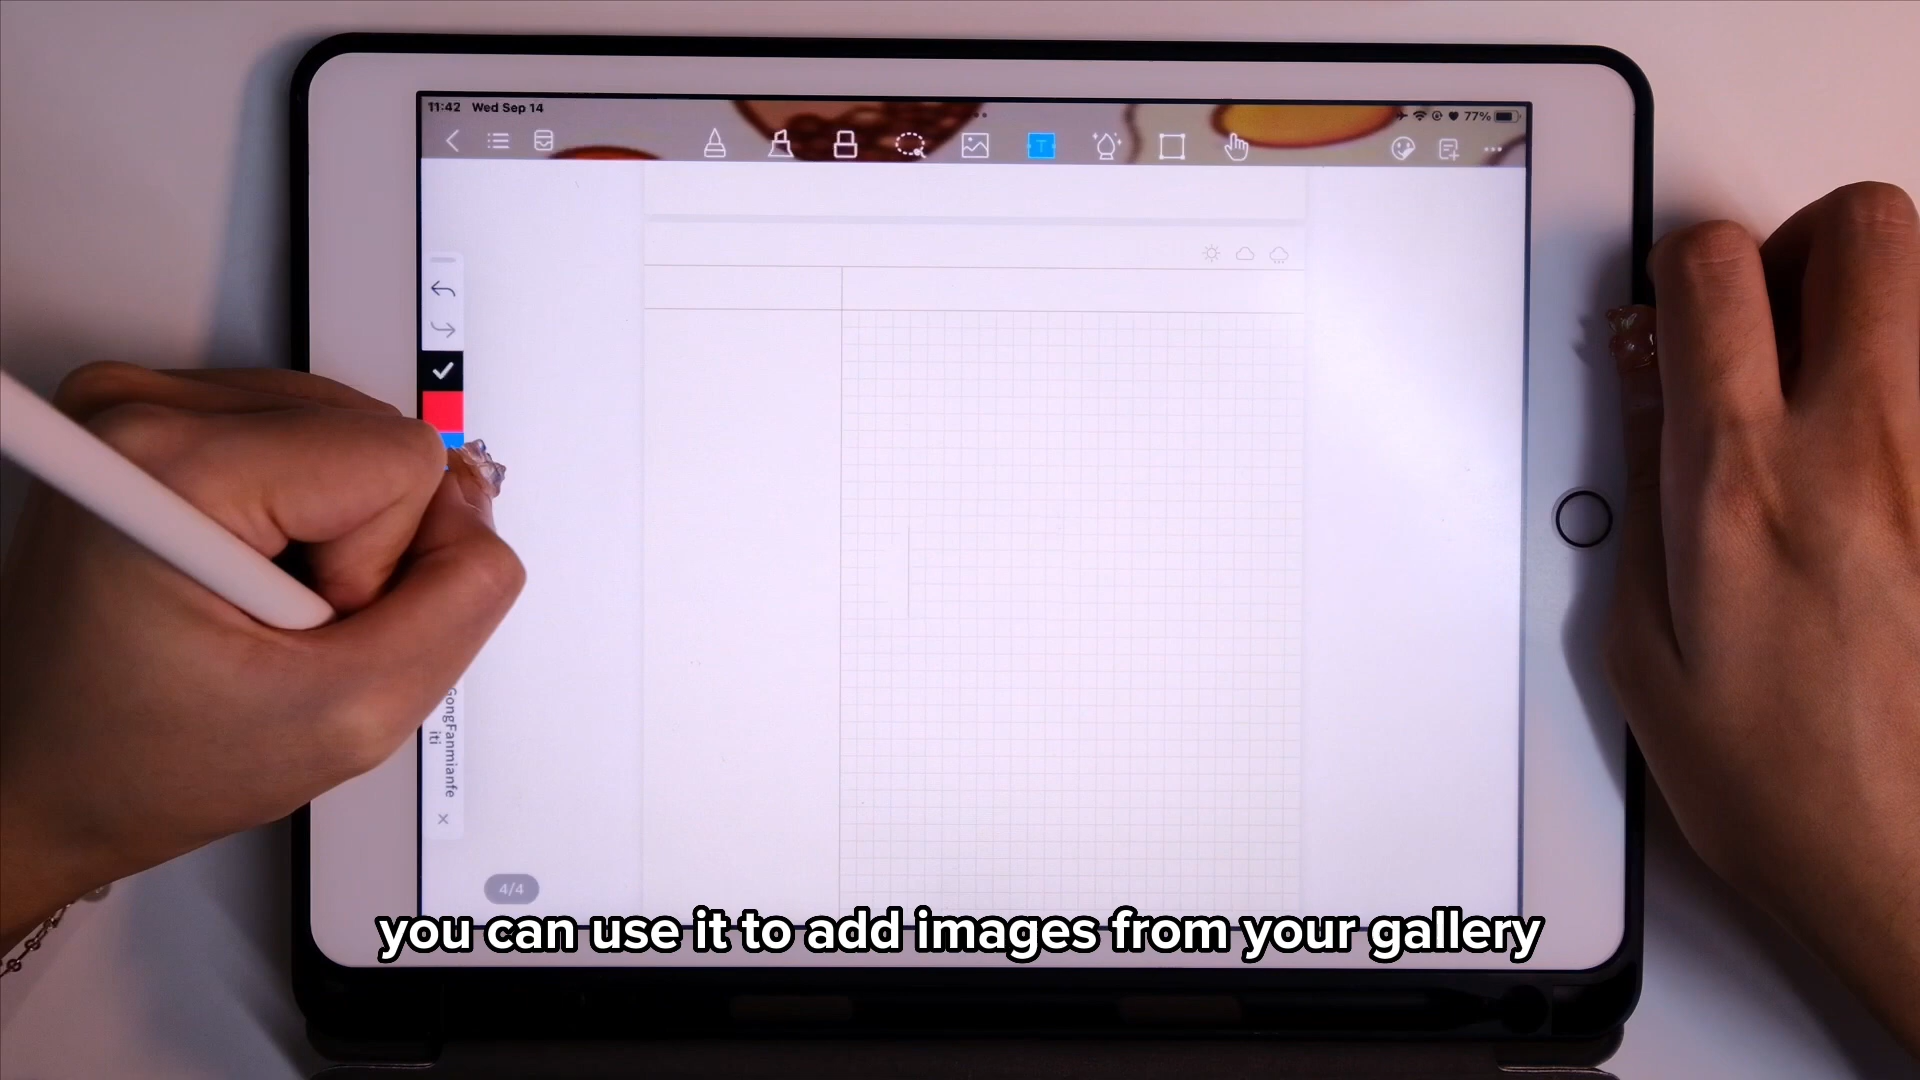 11:42 Wed Sep 14
77%
T
GongFanmianfe
iti
4/4
you can use it to add images from your gallery